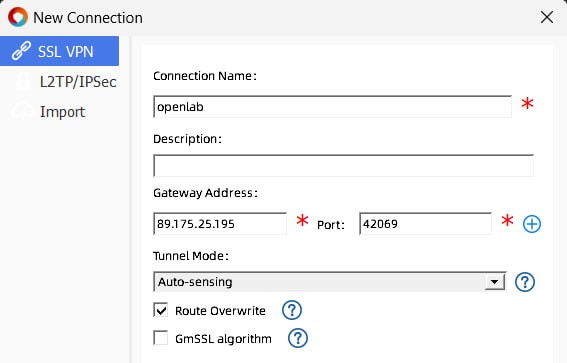 New Connection
SSL VPN
L2TP/IPSec
Import
Connection Name:
openlab *
Description:
Gateway Address:
89.175.25.195 * Port: 42069 *
Tunnel Mode:
Auto-sensing ?
Route Overwrite ?
GmSSL algorithm ?